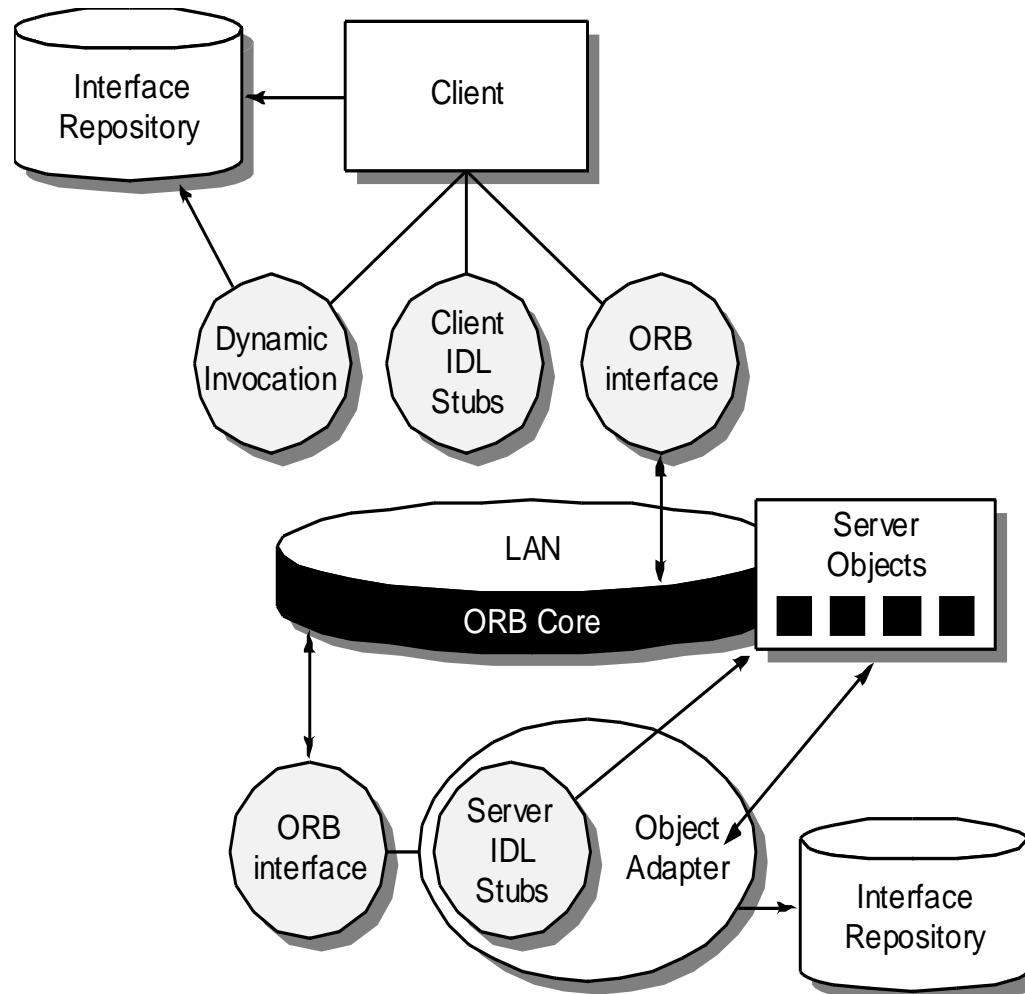 Interface
Repository
Client
Dynamic
Invocation
Client
IDL
Stubs
ORB
interface
LAN
ORB Core
Server
Objects
ORB
interface
Server
IDL
Stubs
Object
Adapter
Interface
Repository